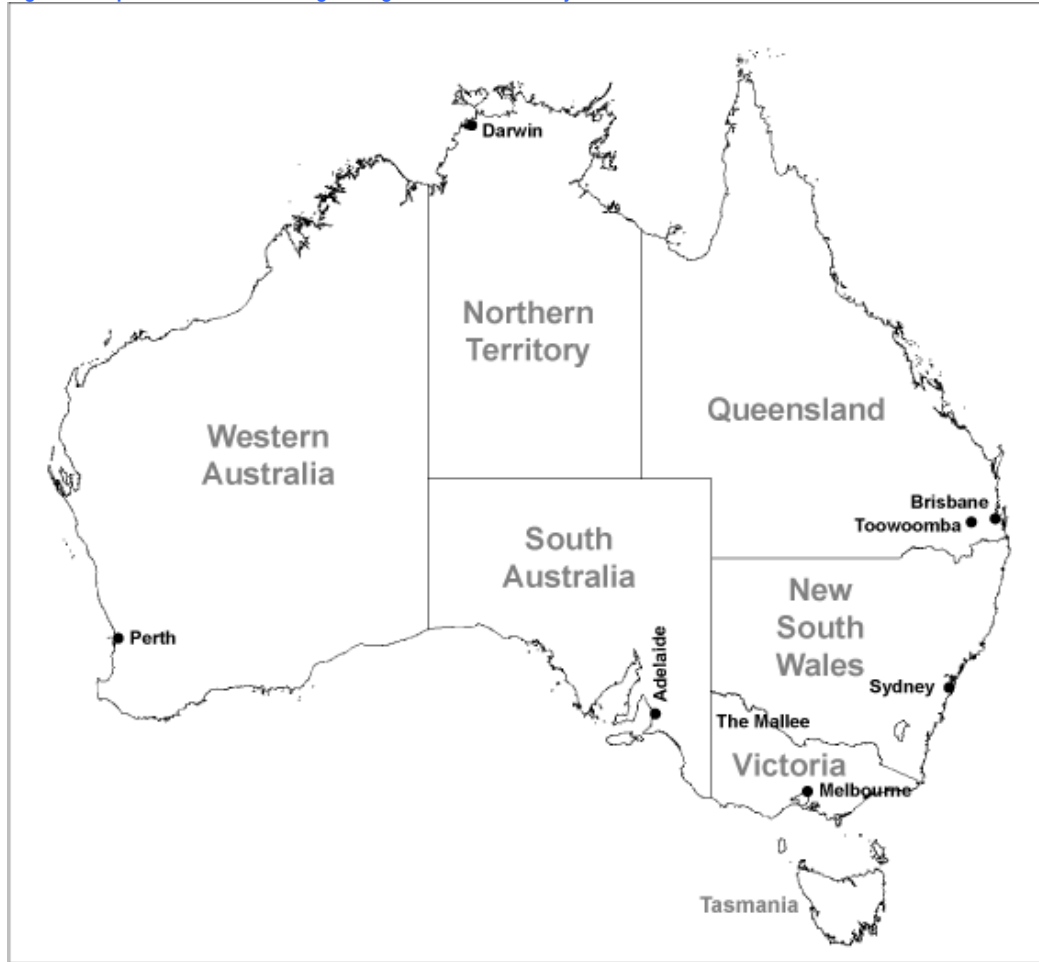 Darwin
Northern
Territory
Queensland
Western
Australia
Brisbane
Toowoomba
South
Australia
New
South
Wales
Perth
Adelaide
Sydney
The Mallee
Victoria
Melbourne
Tasmania